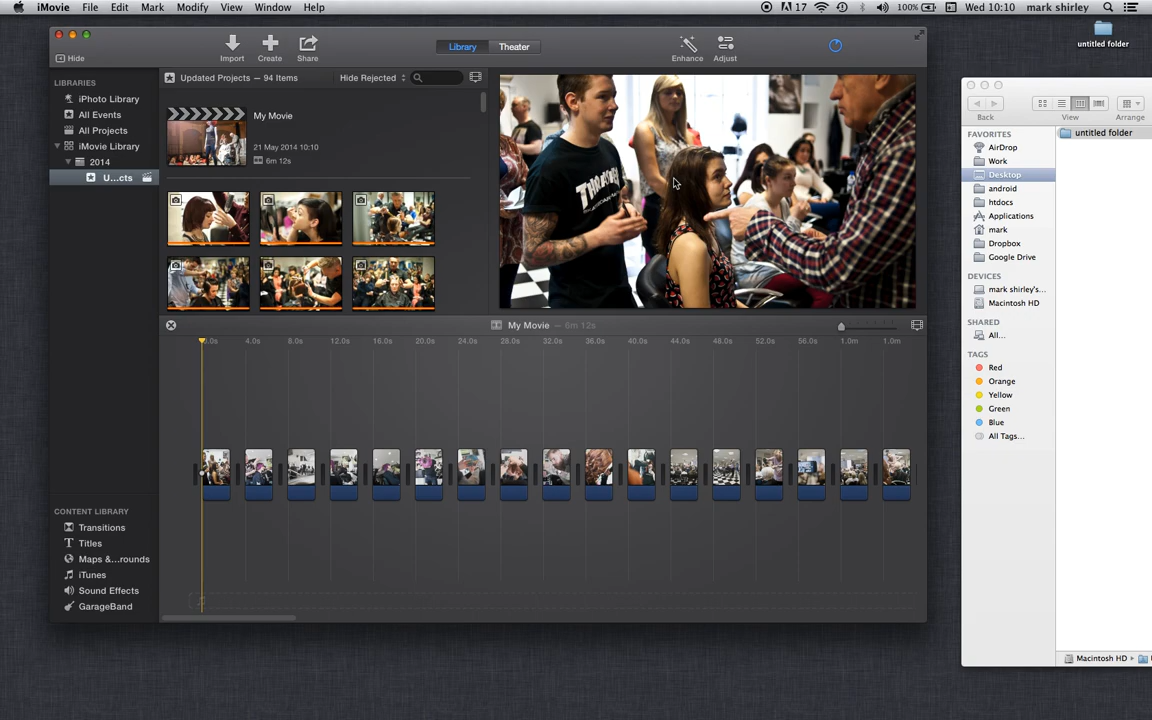 iMovie File Edit Mark Modify View Window Help 17 100% Wed 10:10 mark shirley
untitled folder
Hide Import Create Share Library Theater Enhance Adjust
LIBRARIES
iPhoto Library
All Events
All Projects
iMovie Library
2014
U...cts
Updated Projects — 94 Items Hide Rejected
My Movie
21 May 2014 10:10
6m 12s
THRASHER
My Movie — 6m 12s
0.0s 4.0s 8.0s 12.0s 16.0s 20.0s 24.0s 28.0s 32.0s 36.0s 40.0s 44.0s 48.0s 52.0s 56.0s 1.0m 1.0m
CONTENT LIBRARY
Transitions
Titles
Maps &...rounds
iTunes
Sound Effects
GarageBand
Back View Arrange
FAVORITES
AirDrop
Work
Desktop
android
htdocs
Applications
mark
Dropbox
Google Drive
DEVICES
mark shirley's...
Macintosh HD
SHARED
All...
TAGS
Red
Orange
Yellow
Green
Blue
All Tags...
untitled folder
Macintosh HD